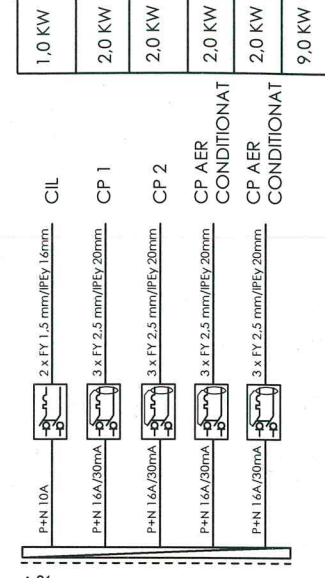 P+N 10A 2 x FY 1,5 mm/IPEy 16mm CIL 1,0 KW
P+N 16A/30mA 3 x FY 2,5 mm/IPEy 20mm CP 1 2,0 KW
P+N 16A/30mA 3 x FY 2,5 mm/IPEy 20mm CP 2 2,0 KW
P+N 16A/30mA 3 x FY 2,5 mm/IPEy 20mm CP AER
CONDITIONAT 2,0 KW
P+N 16A/30mA 3 x FY 2,5 mm/IPEy 20mm CP AER
CONDITIONAT 2,0 KW
9,0 KW